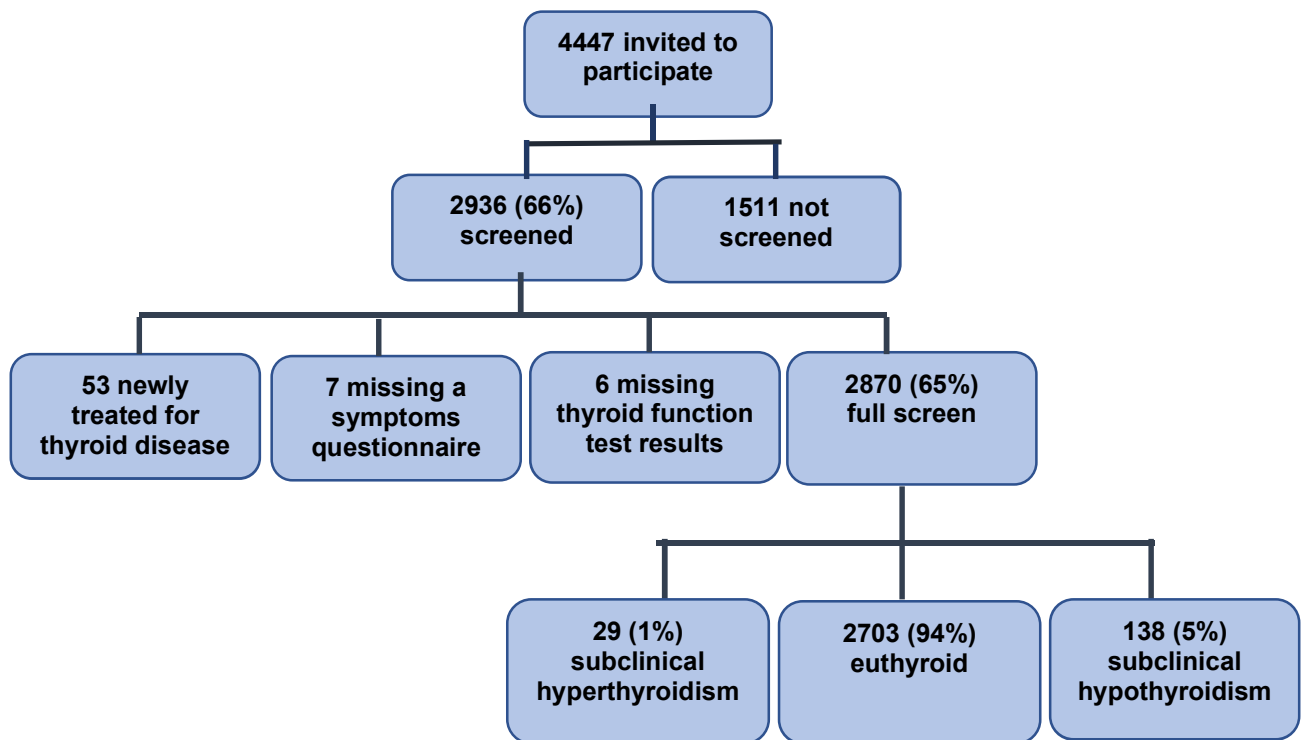 4447 invited to
participate
2936 (66%)
screened
1511 not
screened
53 newly
treated for
thyroid disease
7 missing a
symptoms
questionnaire
6 missing
thyroid function
test results
2870 (65%)
full screen
29 (1%)
subclinical
hyperthyroidism
2703 (94%)
euthyroid
138 (5%)
subclinical
hypothyroidism